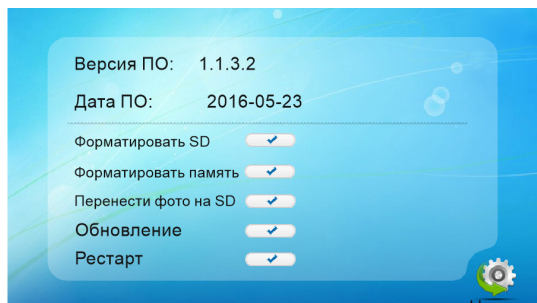 Версия ПО: 1.1.3.2
Дата ПО: 2016-05-23
Форматировать SD
Форматировать память
Перенести фото на SD
Обновление
Рестарт